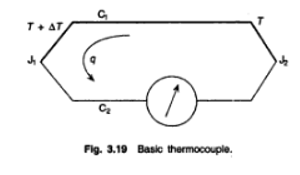 C₁
T + ΔT
T
J₁
q
J₂
C₂
Fig. 3.19 Basic thermocouple.